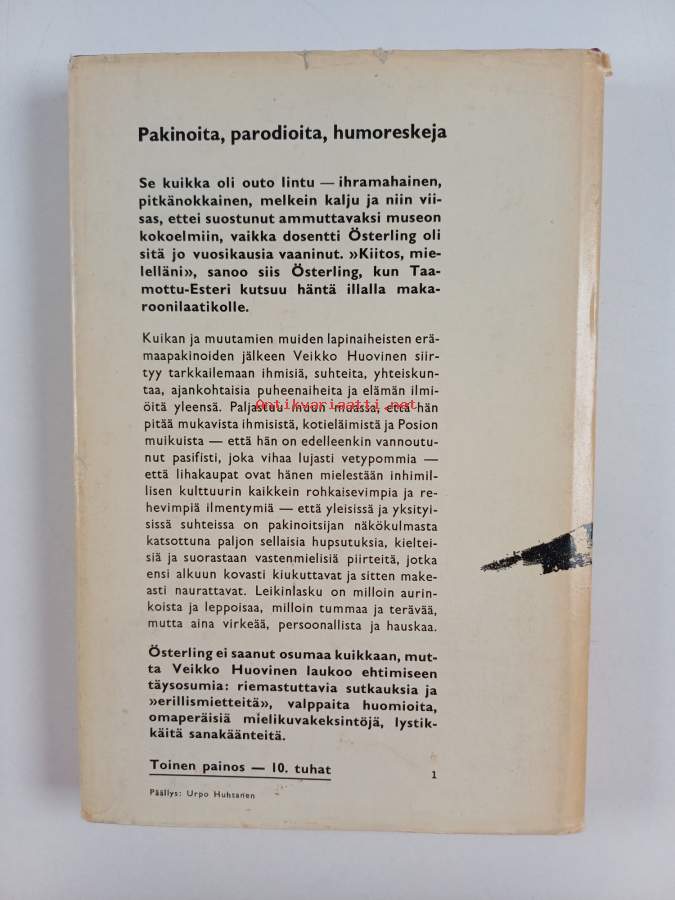 Pakinoita, parodioita, humoreskeja
Se kuikka oli outo lintu — ihramahainen,
pitkänokkainen, melkein kalju ja niin vii-
sas, ettei suostunut ammuttavaksi museon
kokoelmiin, vaikka dosentti Österling oli
sitä jo vuosikausia vaaninut. »Kiitos, mie-
lelläni», sanoo siis Österling, kun Taa-
mottu-Esteri kutsuu häntä illalla maka-
roonilaatikolle.
Kuikan ja muutamien muiden lapinaiheisten erä-
maapakinoiden jälkeen Veikko Huovinen siir-
tyy tarkkailemaan ihmisiä, suhteita, yhteiskun-
taa, ajankohtaisia puheenaiheita ja elämän ilmi-
öitä yleensä. Paljastuu muun muassa, että hän
Antikvariaatti.net
pitää mukavista ihmisistä, kotieläimistä ja Posion
muikuista — että hän on edelleenkin vannoutu-
nut pasifisti, joka vihaa lujasti vetypommia —
että lihakaupat ovat hänen mielestään inhimil-
lisen kulttuurin kaikkein rohkaisevimpia ja re-
hevimpiä ilmentymiä — että yleisissä ja yksityi-
sissä suhteissa on pakinoitsijan näkökulmasta
katsottuna paljon sellaisia hupsutuksia, kieltei-
siä ja suorastaan vastenmielisiä piirteitä, jotka
ensi alkuun kovasti kiukuttavat ja sitten make-
asti naurattavat. Leikinlasku on milloin aurin-
koista ja leppoisaa, milloin tummaa ja terävää,
mutta aina virkeää, persoonallista ja hauskaa.
Österling ei saanut osumaa kuikkaan, mut-
ta Veikko Huovinen laukoo ehtimiseen
täysosumia: riemastuttavia sutkauksia ja
»erillismietteitä», valppaita huomioita,
omaperäisiä mielikuvakeksintöjä, lystik-
käitä sanakäänteitä.
Toinen painos — 10. tuhat
1
Päällys: Urpo Huhtanen